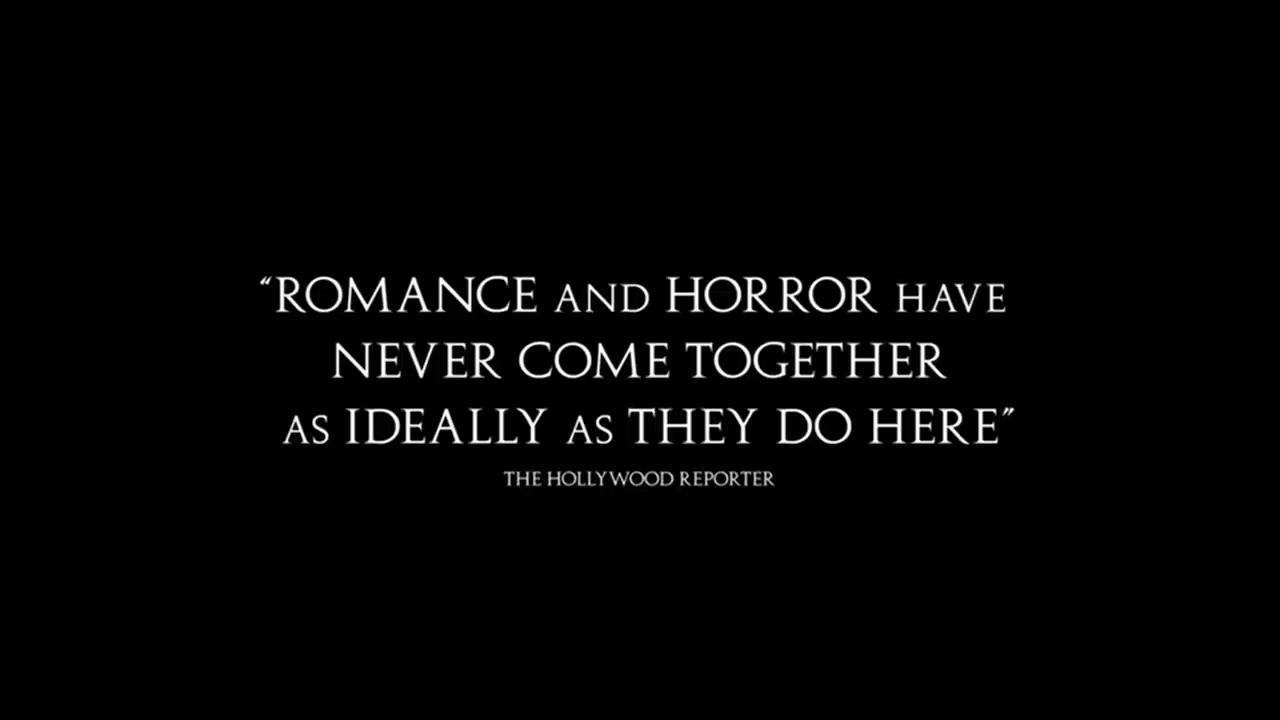 “ROMANCE AND HORROR HAVE
NEVER COME TOGETHER
AS IDEALLY AS THEY DO HERE”
THE HOLLYWOOD REPORTER